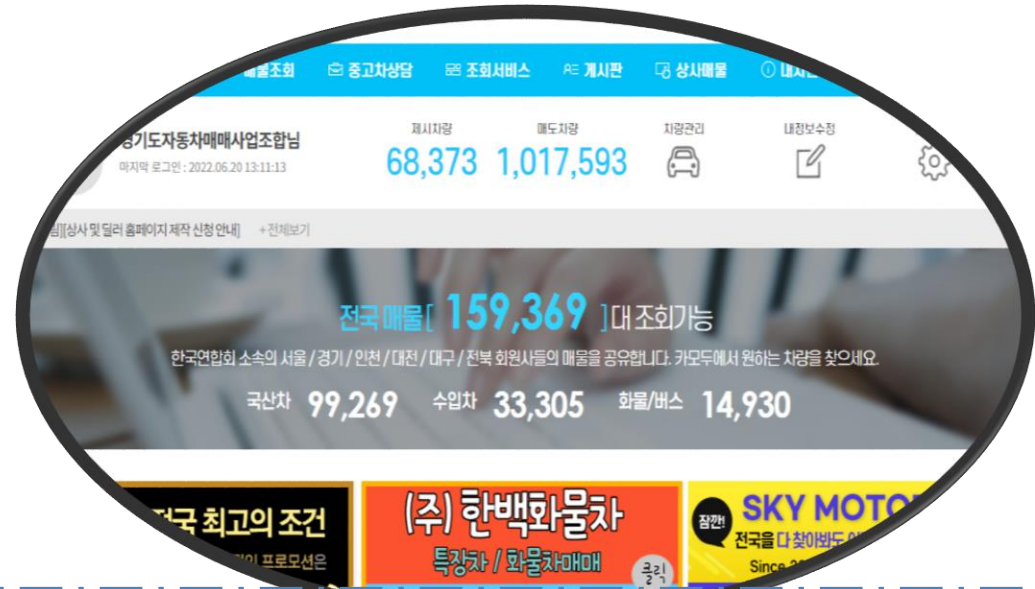 매물조회 중고차상담 조회서비스 게시판 상사매물
경기도자동차매매사업조합님
마지막 로그인 : 2022.06.20 13:11:13
제시차량 매도차량 차량관리 내정보수정
68,373 1,017,593
[상사 및 딜러 홈페이지 제작 신청 안내] +전체보기
전국 매물 [ 159,369 ] 대 조회가능
한국연합회 소속의 서울 / 경기 / 인천 / 대전 / 대구 / 전북 회원사들의 매물을 공유합니다. 카모두에서 원하는 차량을 찾으세요.
국산차 99,269 수입차 33,305 화물/버스 14,930
전국 최고의 조건
프로모션은
(주) 한백화물차
특장차 / 화물차매매
클릭
잠깐!
SKY MOTO
전국을 다 찾아봐도
Since